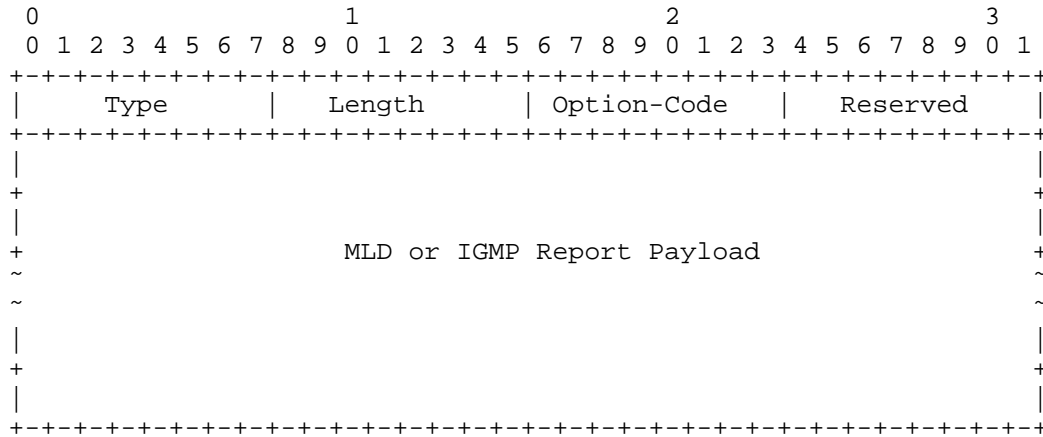 0                   1                   2                   3
0 1 2 3 4 5 6 7 8 9 0 1 2 3 4 5 6 7 8 9 0 1 2 3 4 5 6 7 8 9 0 1
+-+-+-+-+-+-+-+-+-+-+-+-+-+-+-+-+-+-+-+-+-+-+-+-+-+-+-+-+-+-+-+-+
|     Type      |   Length      | Option-Code   |   Reserved    |
+-+-+-+-+-+-+-+-+-+-+-+-+-+-+-+-+-+-+-+-+-+-+-+-+-+-+-+-+-+-+-+-+
|                                                               |
+                                                               +
|                                                               |
+                    MLD or IGMP Report Payload                 +
~                                                               ~
~                                                               ~
|                                                               |
+                                                               +
|                                                               |
+-+-+-+-+-+-+-+-+-+-+-+-+-+-+-+-+-+-+-+-+-+-+-+-+-+-+-+-+-+-+-+-+